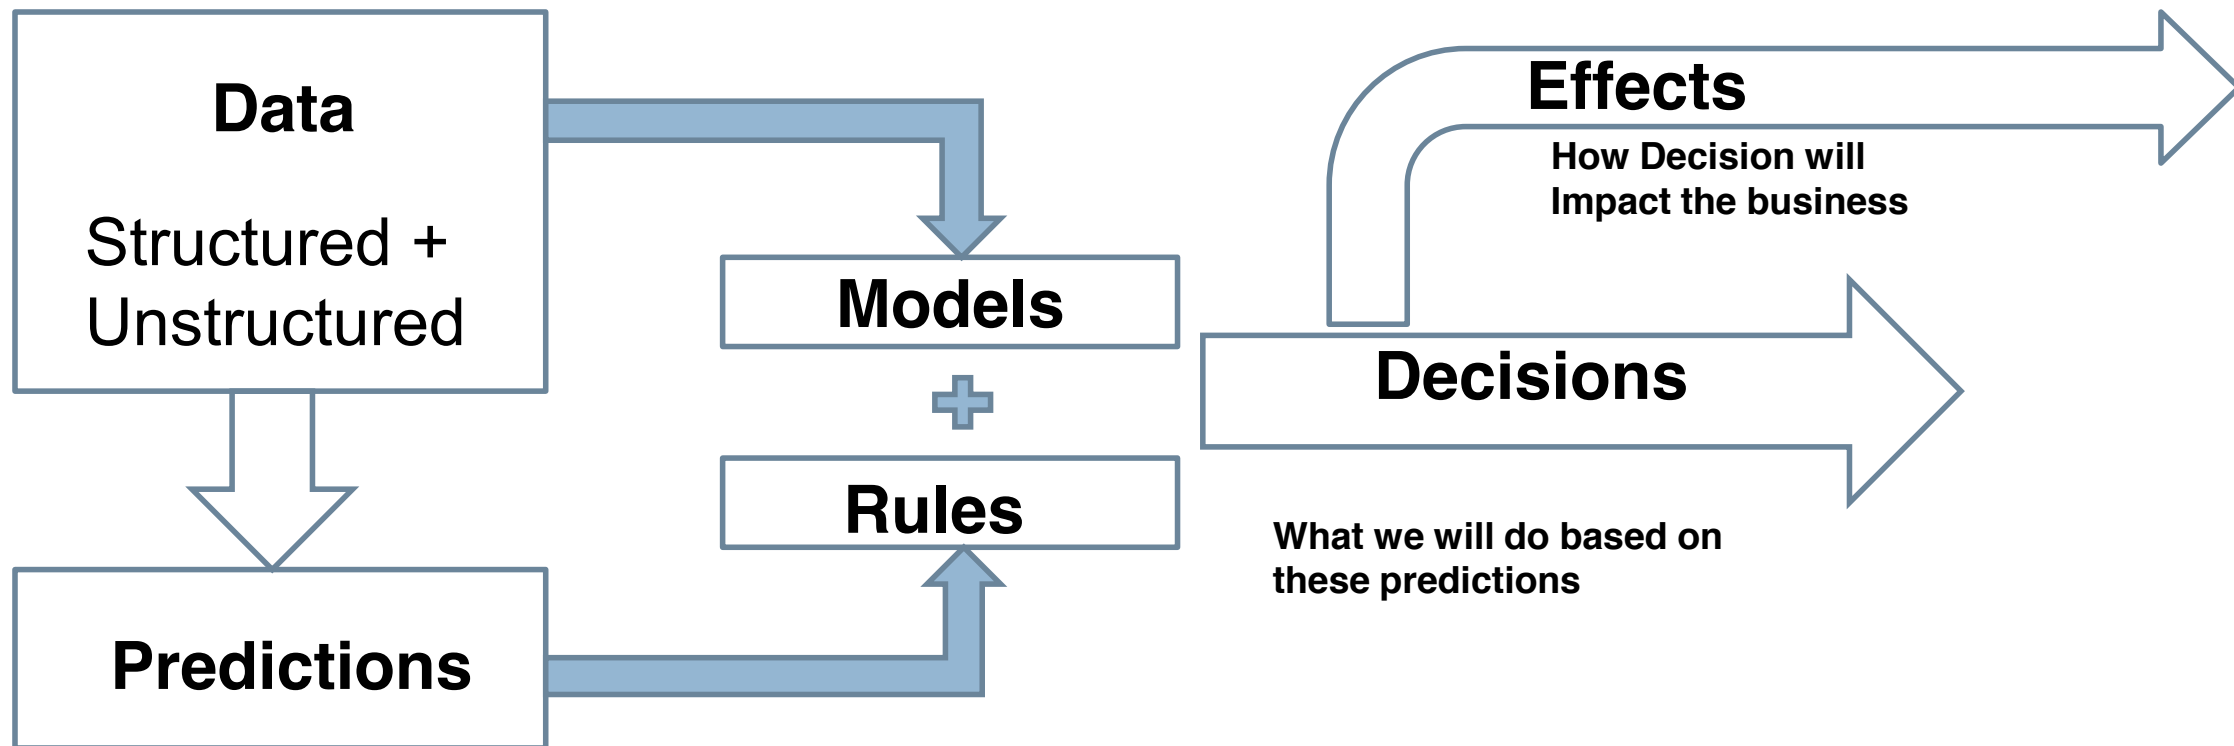 Data
Structured +
Unstructured
Predictions
Models
Rules
Effects
How Decision will
Impact the business
Decisions
What we will do based on
these predictions